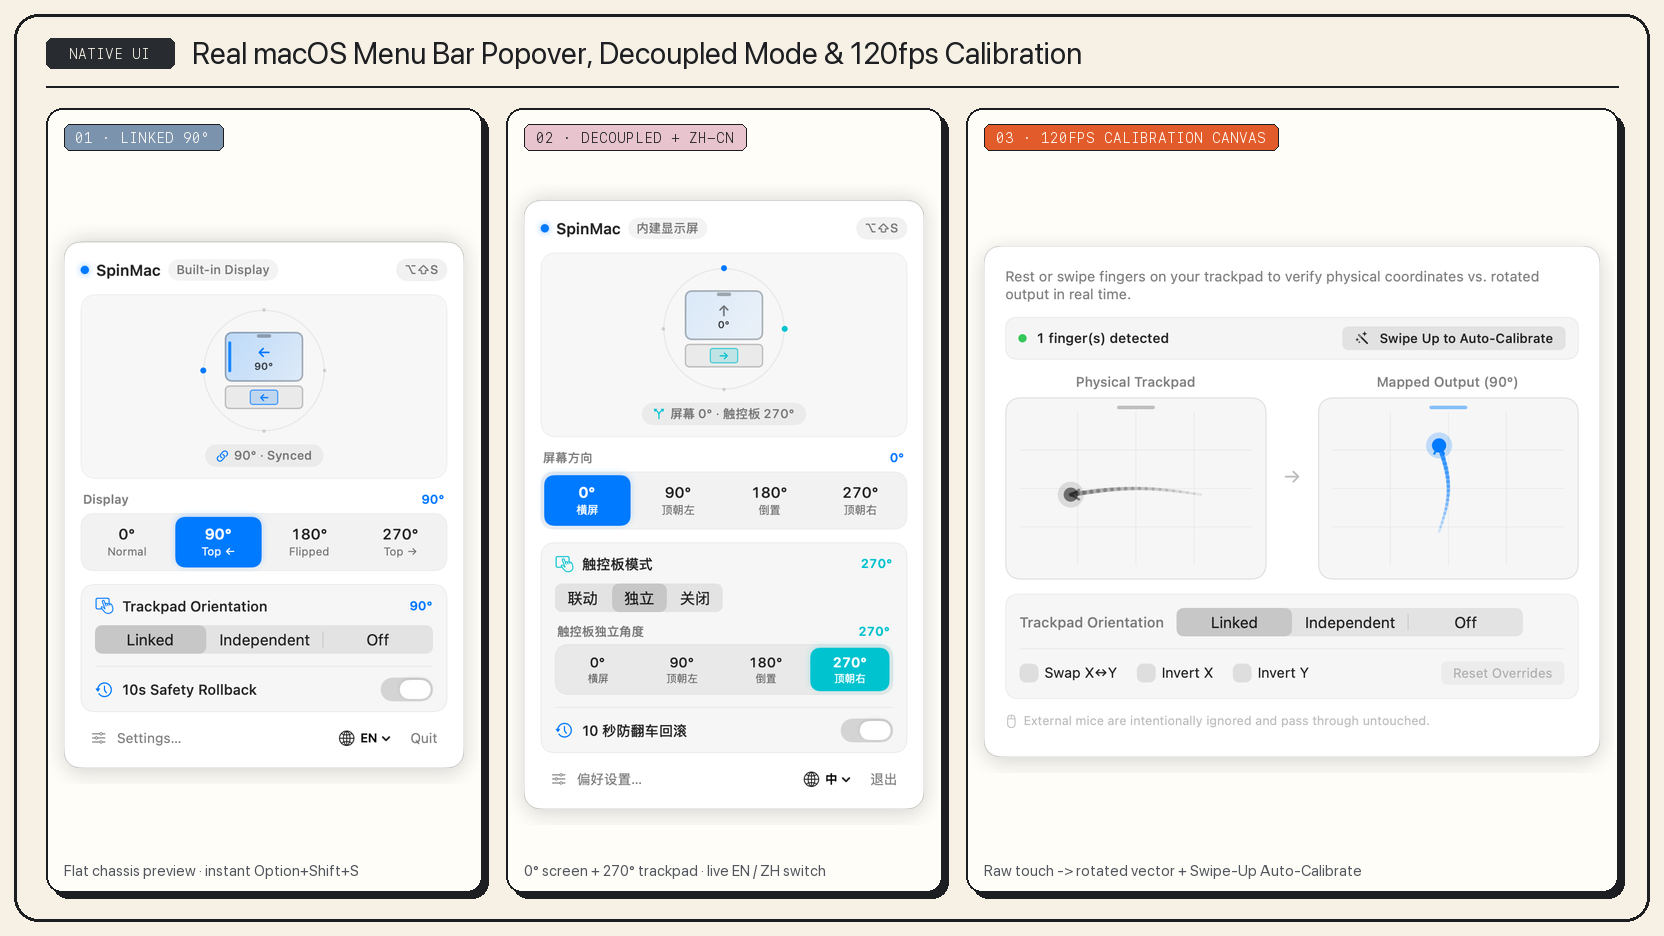 NATIVE UI
Real macOS Menu Bar Popover, Decoupled Mode & 120fps Calibration
01 · LINKED 90°
SpinMac
Built-in Display
⌥⇧S
←
90°
←
90° · Synced
Display
90°
0°
Normal
90°
Top ←
180°
Flipped
270°
Top →
Trackpad Orientation
90°
Linked
Independent
Off
10s Safety Rollback
Settings...
EN
Quit
Flat chassis preview · instant Option+Shift+S
02 · DECOUPLED + ZH-CN
SpinMac
内建显示屏
⌥⇧S
↑
0°
→
屏幕 0° · 触控板 270°
屏幕方向
0°
0°
横屏
90°
顶朝左
180°
倒置
270°
顶朝右
触控板模式
270°
联动
独立
关闭
触控板独立角度
270°
0°
横屏
90°
顶朝左
180°
倒置
270°
顶朝右
10 秒防翻车回滚
偏好设置...
中
退出
0° screen + 270° trackpad · live EN / ZH switch
03 · 120FPS CALIBRATION CANVAS
Rest or swipe fingers on your trackpad to verify physical coordinates vs. rotated
output in real time.
1 finger(s) detected
Swipe Up to Auto-Calibrate
Physical Trackpad
Mapped Output (90°)
→
Trackpad Orientation
Linked
Independent
Off
Swap X↔Y
Invert X
Invert Y
Reset Overrides
External mice are intentionally ignored and pass through untouched.
Raw touch -> rotated vector + Swipe-Up Auto-Calibrate